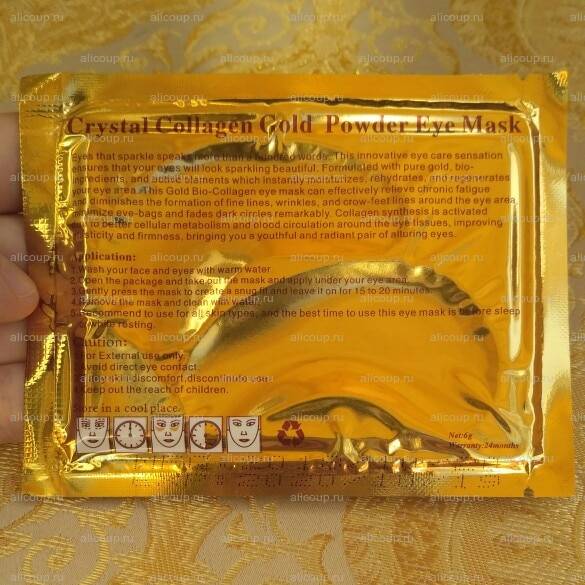 Crystal Collagen Gold Powder Eye Mask
Eyes that sparkle speaks more than a hundred words. This innovative eye care sensation
ensures that your eyes will look sparkling beautiful. Formulated with pure gold, bio-
ingredients, and active elements which instantly moisturizes, rehydrates, and regenerates
your eye area. This Gold Bio-Collagen eye mask can effectively relieve chronic fatigue
and diminishes the formation of fine lines, wrinkles, and crow-feet lines around the eye area,
minimize eye-bags and fades dark circles remarkably. Collagen synthesis is activated
to better cellular metabolism and blood circulation around the eye tissues, improving
elasticity and firmness, bringing you a youthful and radiant pair of alluring eyes.
Application:
1.Wash your face and eyes with warm water
2.Open the package and take out the mask and apply under your eye area
3.Gently press the mask to create a snug fit and leave it on for 15 to 20 minutes.
4.Remove the mask and clean with water.
5.Recommend to use for all skin types, and the best time to use this eye mask is before sleep
or while resting.
Caution:
For External use only.
Avoid direct eye contact.
discomfort,discontinute use
Keep out the reach of children.
Store in a cool place.
Net:6g
Warranty:24months
alicoup.ru